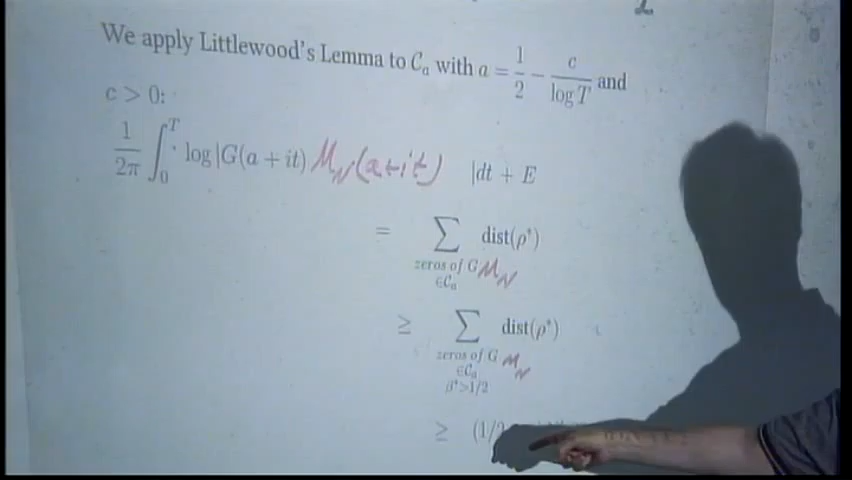 We apply Littlewood's Lemma to C_a with a = 1/2 − c/log T and
c > 0:
1/2π ∫_0^T log|G(a + it) M_N(a+it) |dt + E
= ∑ dist(ρ*)
zeros of G M_N
∈C_a
≥ ∑ dist(ρ*)
zeros of G M_N
∈C_a
β*>1/2
≥ (1/2